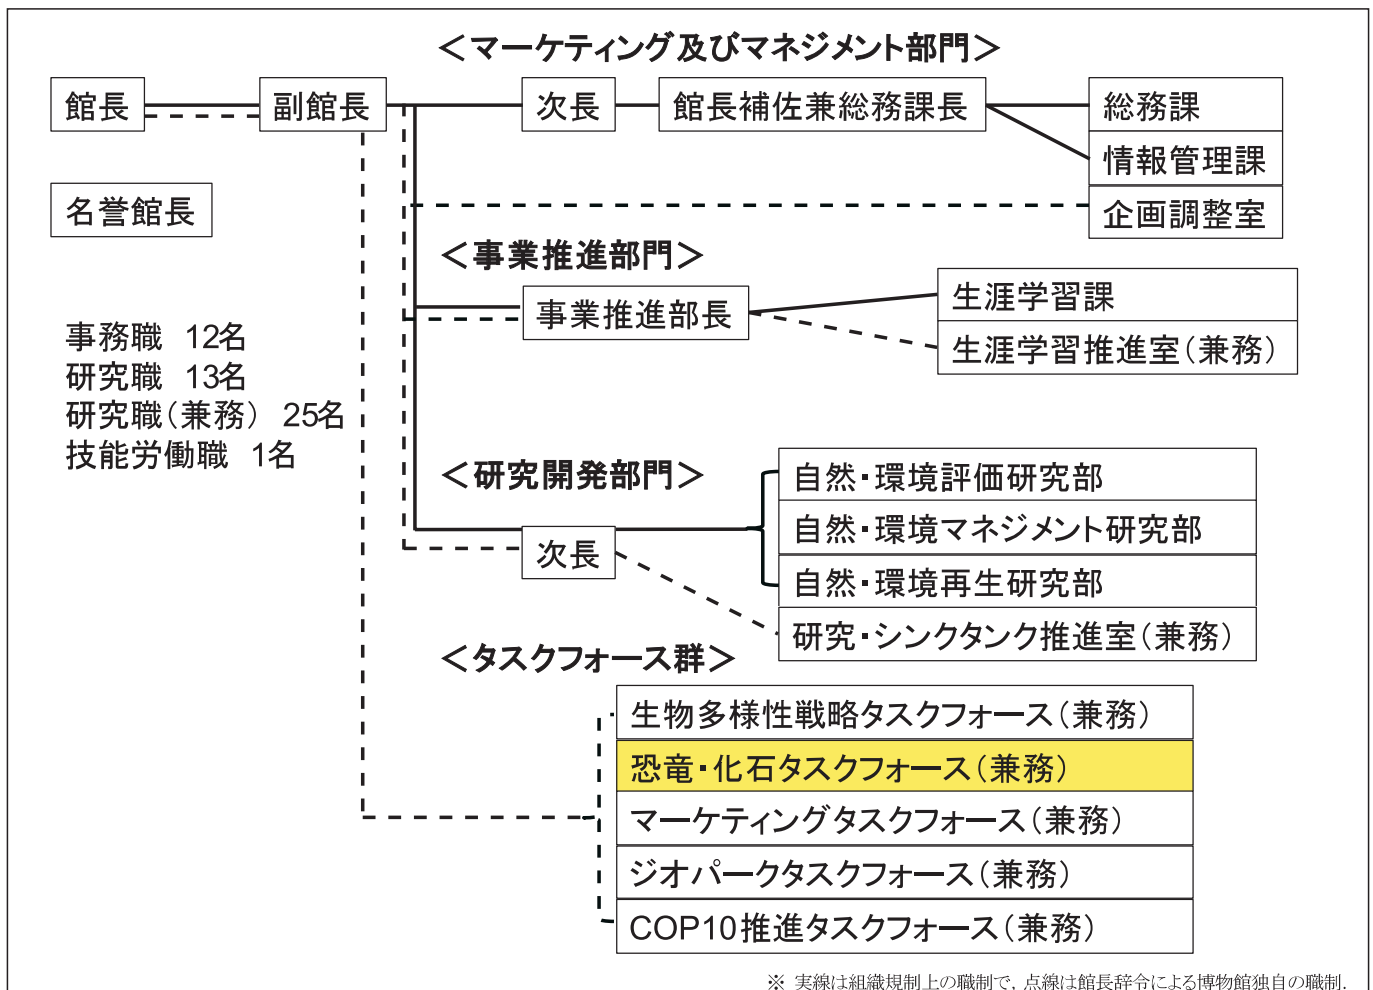 <マーケティング及びマネジメント部門>
館長
副館長
次長
館長補佐兼総務課長
総務課
情報管理課
企画調整室
名誉館長
<事業推進部門>
事業推進部長
生涯学習課
生涯学習推進室(兼務)
事務職 12名
研究職 13名
研究職(兼務) 25名
技能労働職 1名
<研究開発部門>
次長
自然・環境評価研究部
自然・環境マネジメント研究部
自然・環境再生研究部
研究・シンクタンク推進室(兼務)
<タスクフォース群>
生物多様性戦略タスクフォース(兼務)
恐竜・化石タスクフォース(兼務)
マーケティングタスクフォース(兼務)
ジオパークタスクフォース(兼務)
COP10推進タスクフォース(兼務)
※ 実線は組織規制上の職制で, 点線は館長辞令による博物館独自の職制.